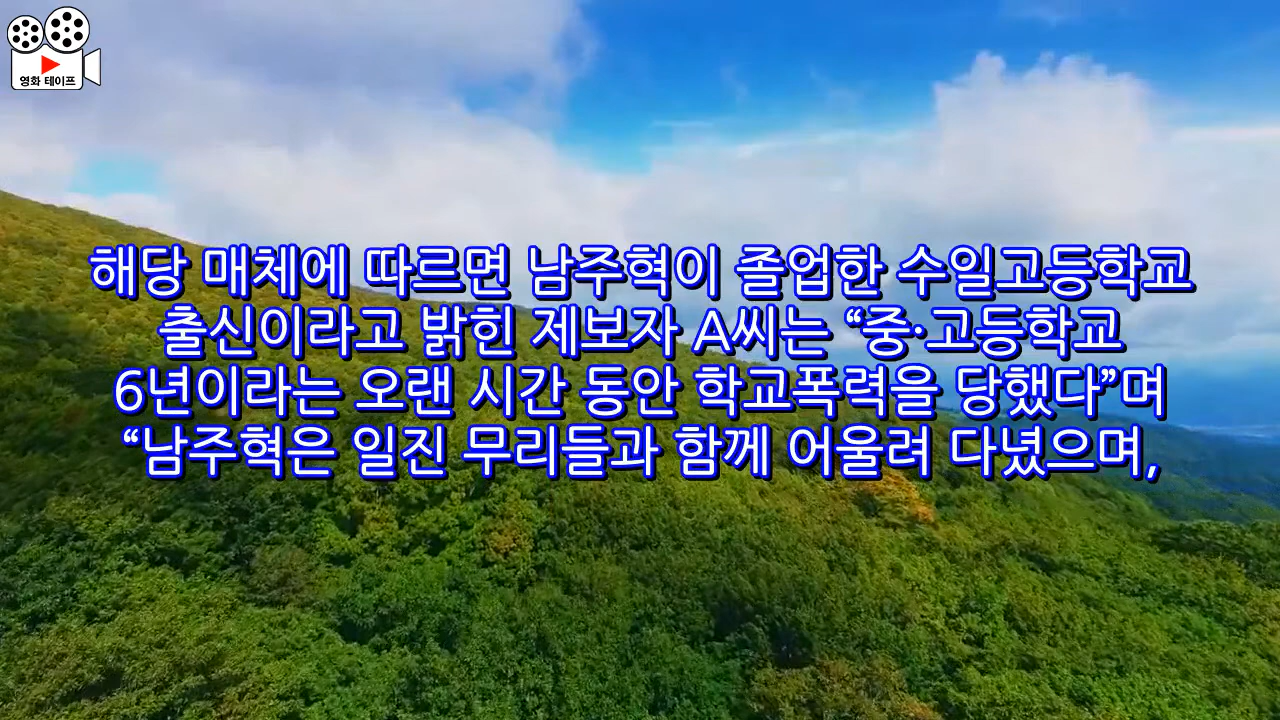 영화 테이프
해당 매체에 따르면 남주혁이 졸업한 수일고등학교
출신이라고 밝힌 제보자 A씨는 “중·고등학교
6년이라는 오랜 시간 동안 학교폭력을 당했다”며
“남주혁은 일진 무리들과 함께 어울려 다녔으며,